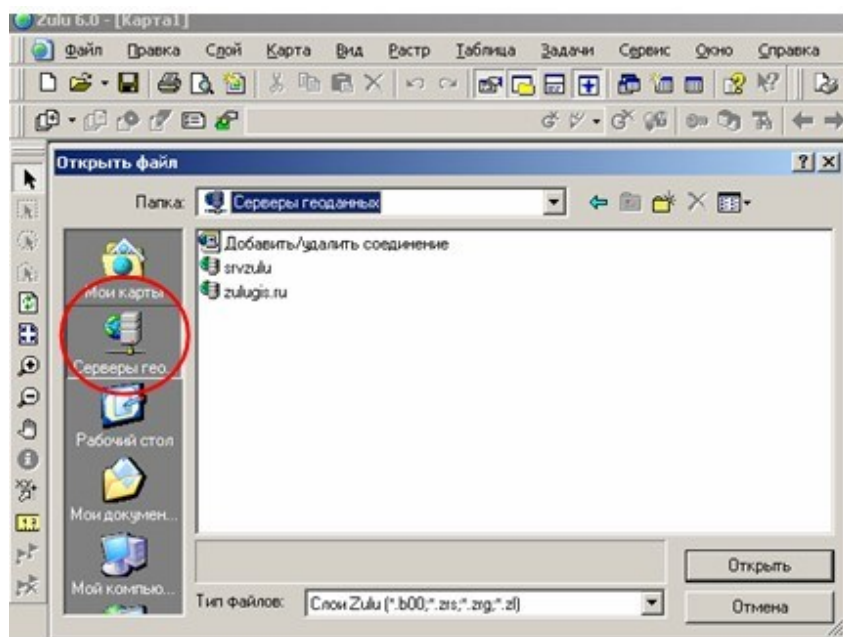 Zulu 6.0 - [Карта1]
Файл Правка Слой Карта Вид Растр Таблица Задачи Сервис Окно Справка
Открыть файл
Папка: Серверы геоданных
Добавить/удалить соединение
srvzulu
zulugis.ru
Мои карты
Серверы гео...
Рабочий стол
Мои докумен...
Мой компью...
Открыть
Тип файлов: Слои Zulu (*.b00;*.zrs;*.zrg;*.zl)
Отмена